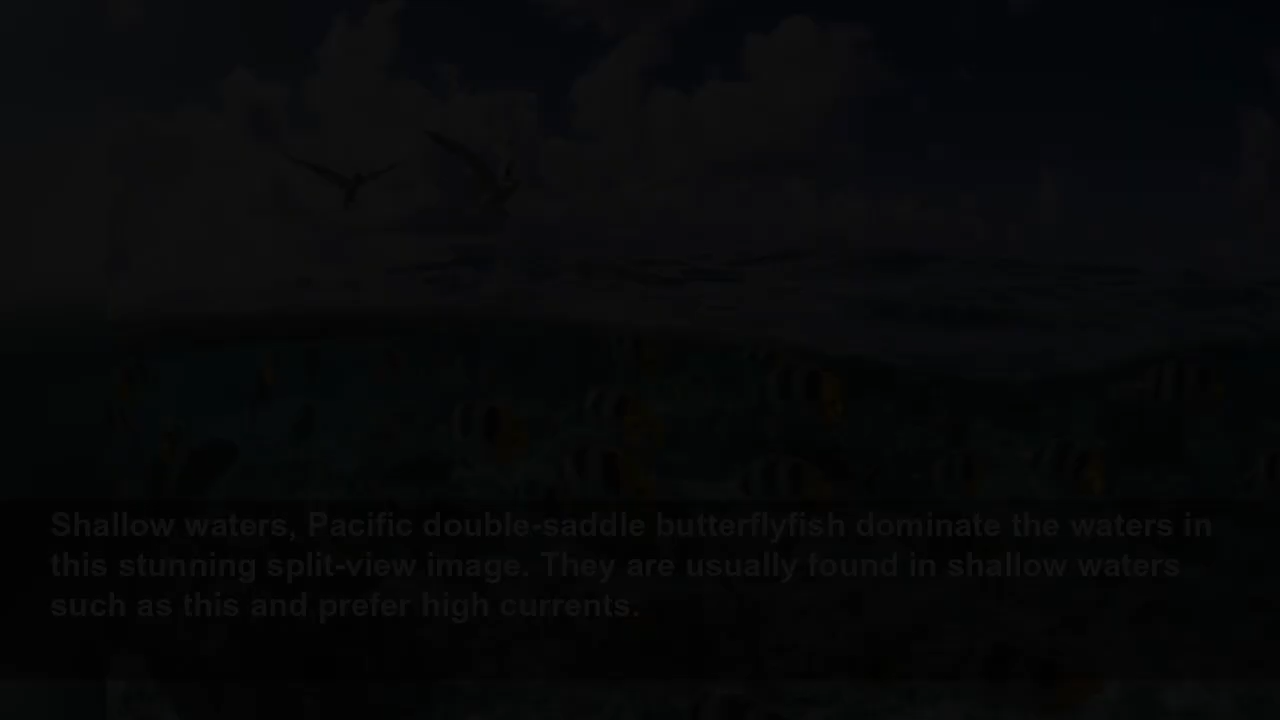 Shallow waters, Pacific double-saddle butterflyfish dominate the waters in
this stunning split-view image. They are usually found in shallow waters
such as this and prefer high currents.